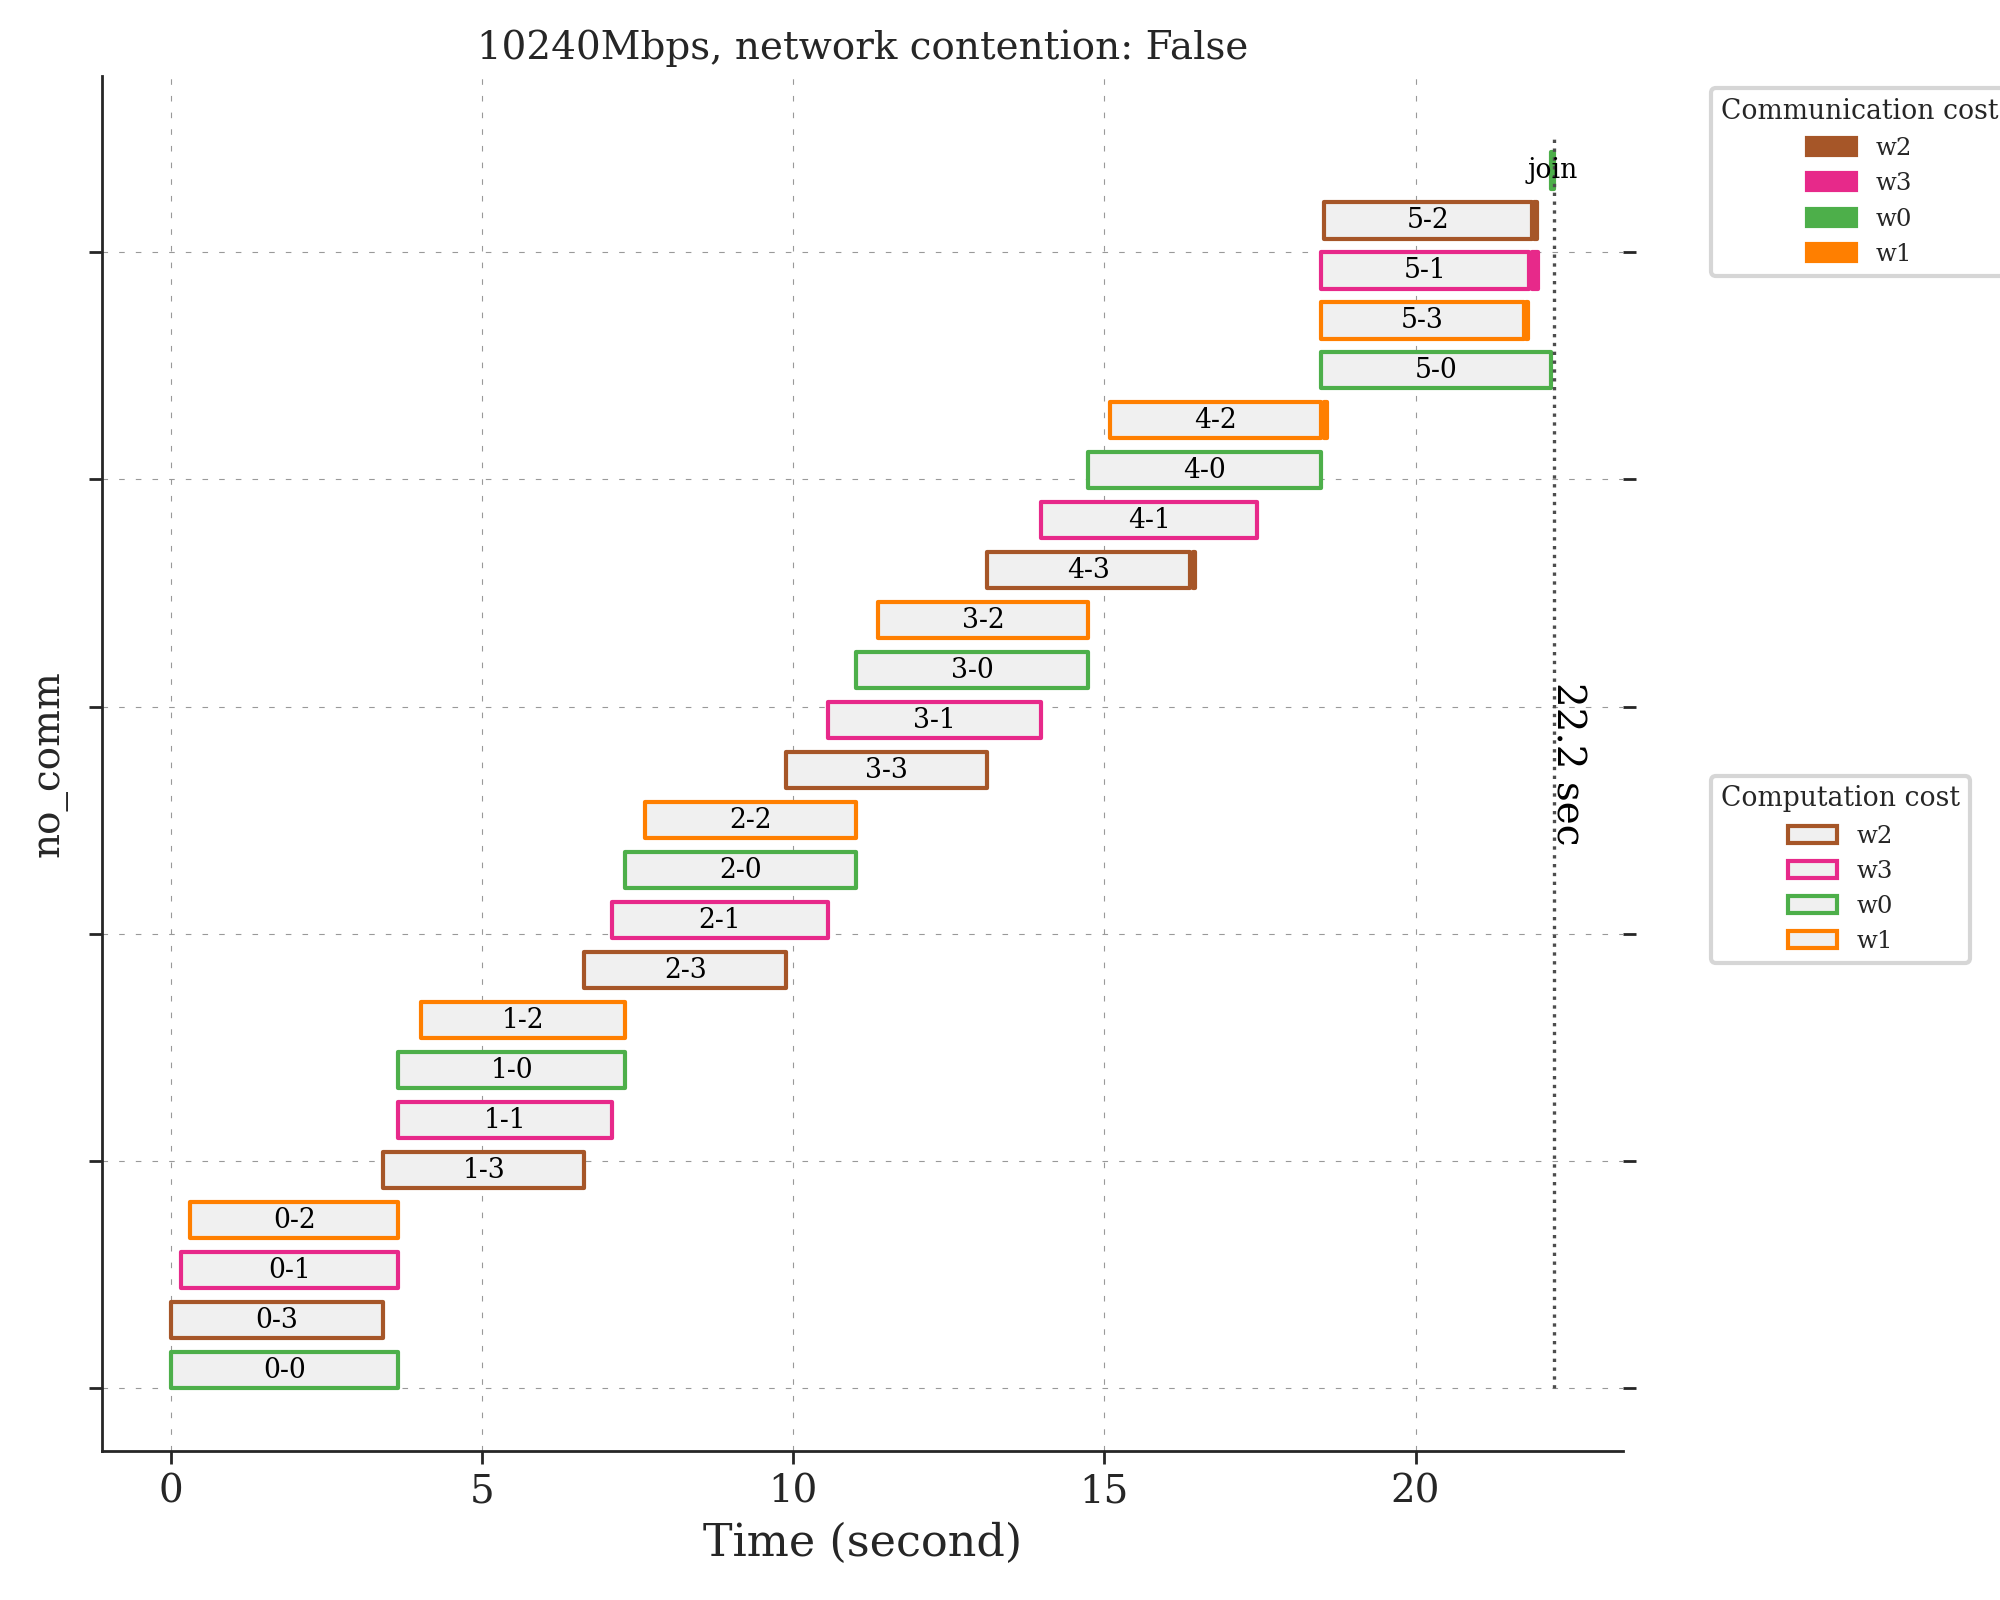 10240Mbps, network contention: False
Communication cost
w2
w3
w0
w1
join
5-2
5-1
5-3
5-0
4-2
4-0
4-1
4-3
3-2
3-0
3-1
3-3
2-2
2-0
2-1
2-3
1-2
1-0
1-1
1-3
0-2
0-1
0-3
0-0
22.2 sec
no_comm
Computation cost
w2
w3
w0
w1
0 5 10 15 20
Time (second)